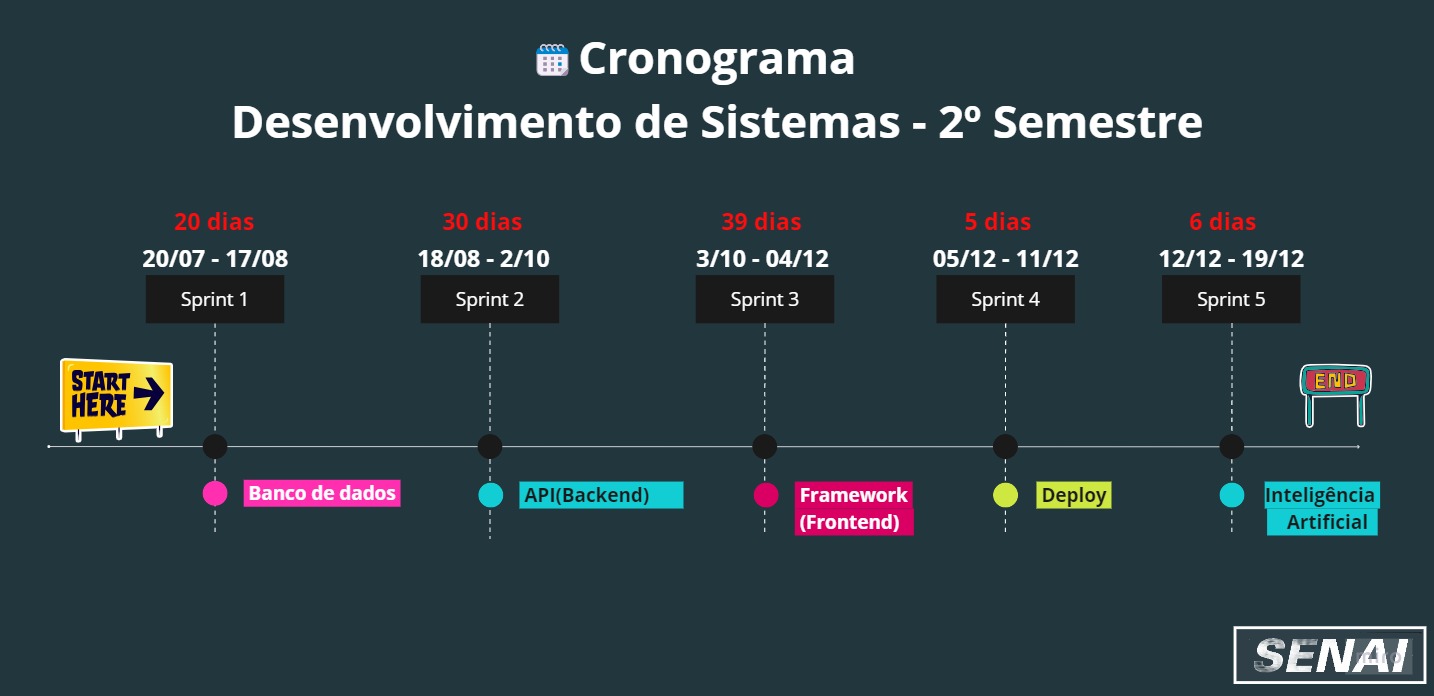 Cronograma
Desenvolvimento de Sistemas - 2º Semestre
20 dias
20/07 - 17/08
Sprint 1
30 dias
18/08 - 2/10
Sprint 2
39 dias
3/10 - 04/12
Sprint 3
5 dias
05/12 - 11/12
Sprint 4
6 dias
12/12 - 19/12
Sprint 5
START
HERE
END
Banco de dados
API(Backend)
Framework
(Frontend)
Deploy
Inteligência
Artificial
SENAI
miro